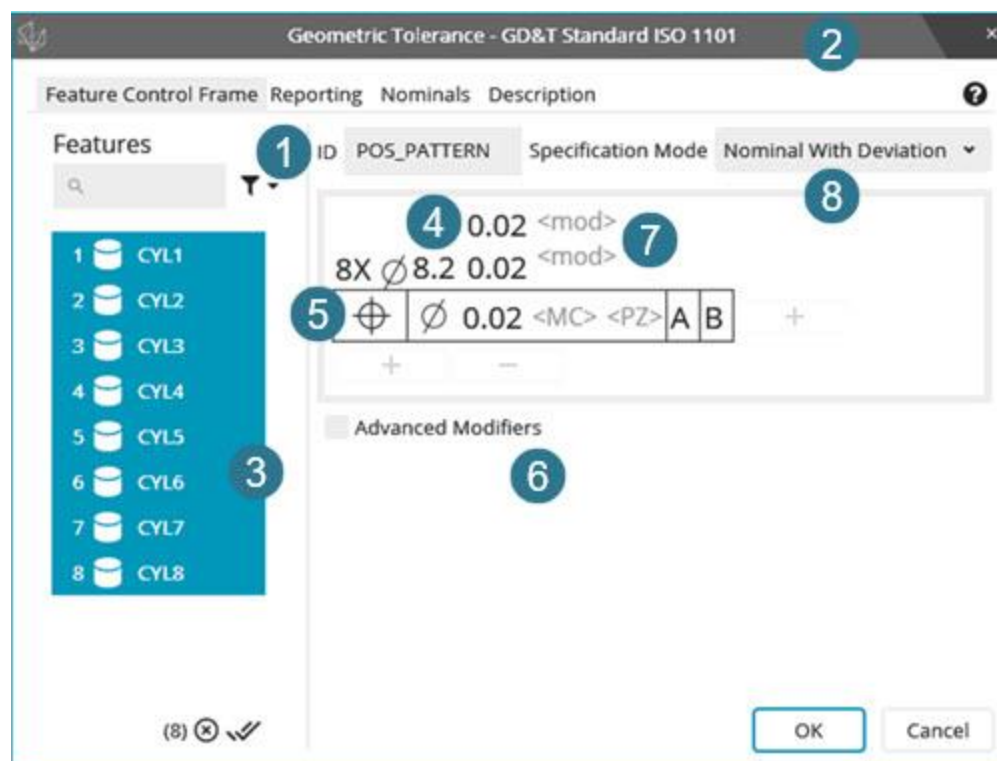 Geometric Tolerance - GD&T Standard ISO 1101
2
×
Feature Control Frame Reporting Nominals Description
?
Features
1 ID POS_PATTERN Specification Mode Nominal With Deviation
8
4 0.02 <mod>
7
8X ∅ 8.2 0.02 <mod>
5 ⌖ ∅ 0.02 <MC> <PZ> A B +
+ −
Advanced Modifiers
6
1 CYL1
2 CYL2
3 CYL3
4 CYL4
5 CYL5
6 CYL6
3
7 CYL7
8 CYL8
(8)
OK Cancel